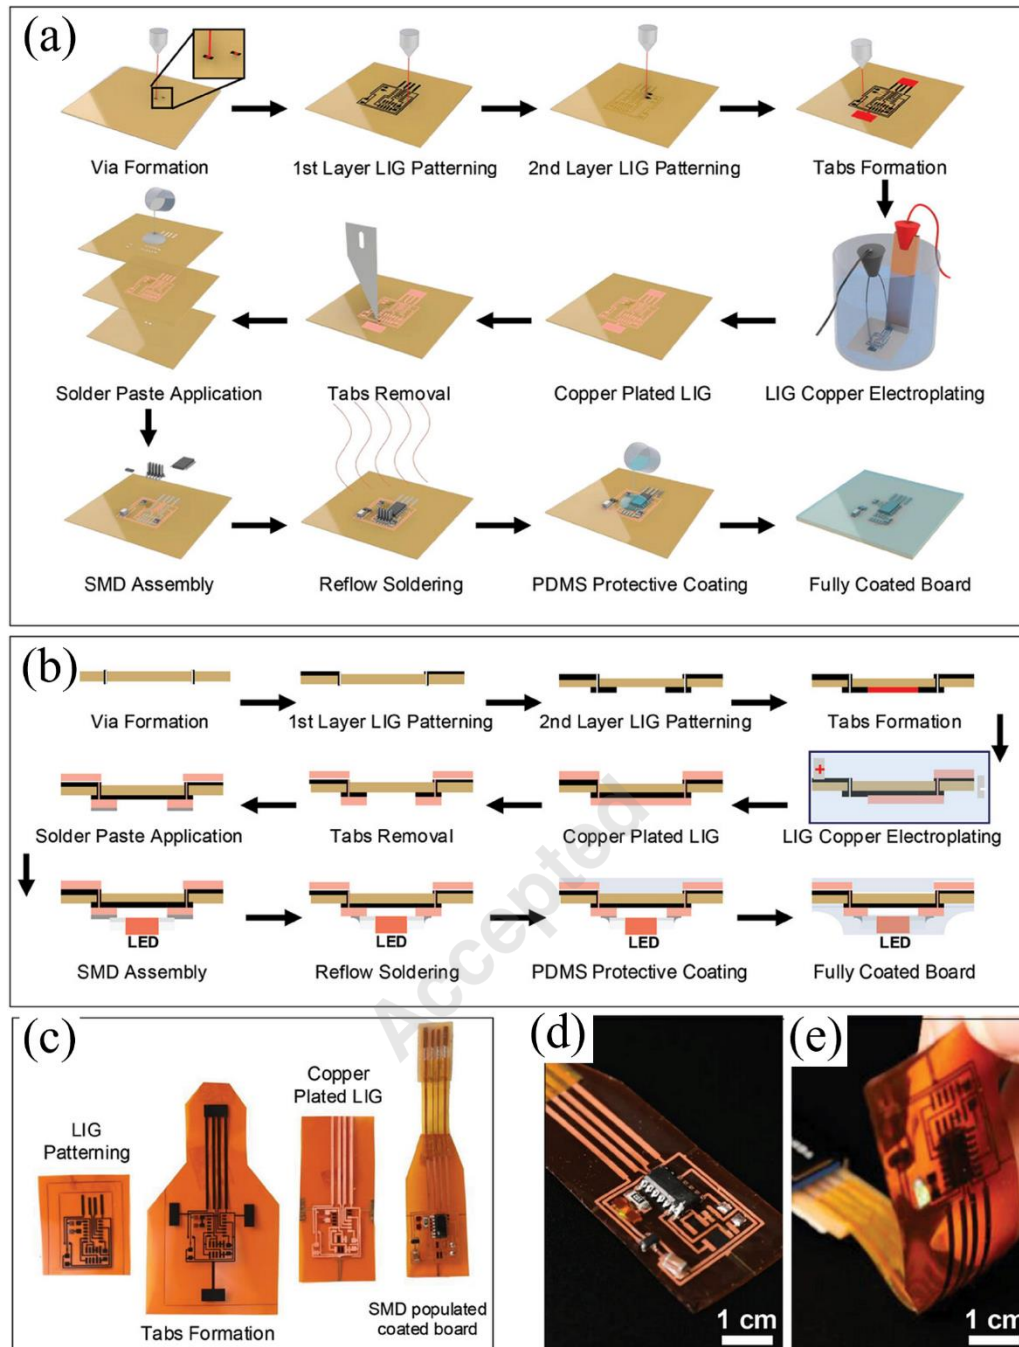 (a)
Via Formation
1st Layer LIG Patterning
2nd Layer LIG Patterning
Tabs Formation
Solder Paste Application
Tabs Removal
Copper Plated LIG
LIG Copper Electroplating
SMD Assembly
Reflow Soldering
PDMS Protective Coating
Fully Coated Board
(b)
Via Formation
1st Layer LIG Patterning
2nd Layer LIG Patterning
Tabs Formation
+
Solder Paste Application
Tabs Removal
Copper Plated LIG
LIG Copper Electroplating
LED
LED
LED
LED
SMD Assembly
Reflow Soldering
PDMS Protective Coating
Fully Coated Board
Accepted
(c)
LIG
Patterning
Tabs Formation
Copper
Plated LIG
SMD populated
coated board
(d)
1 cm
(e)
1 cm